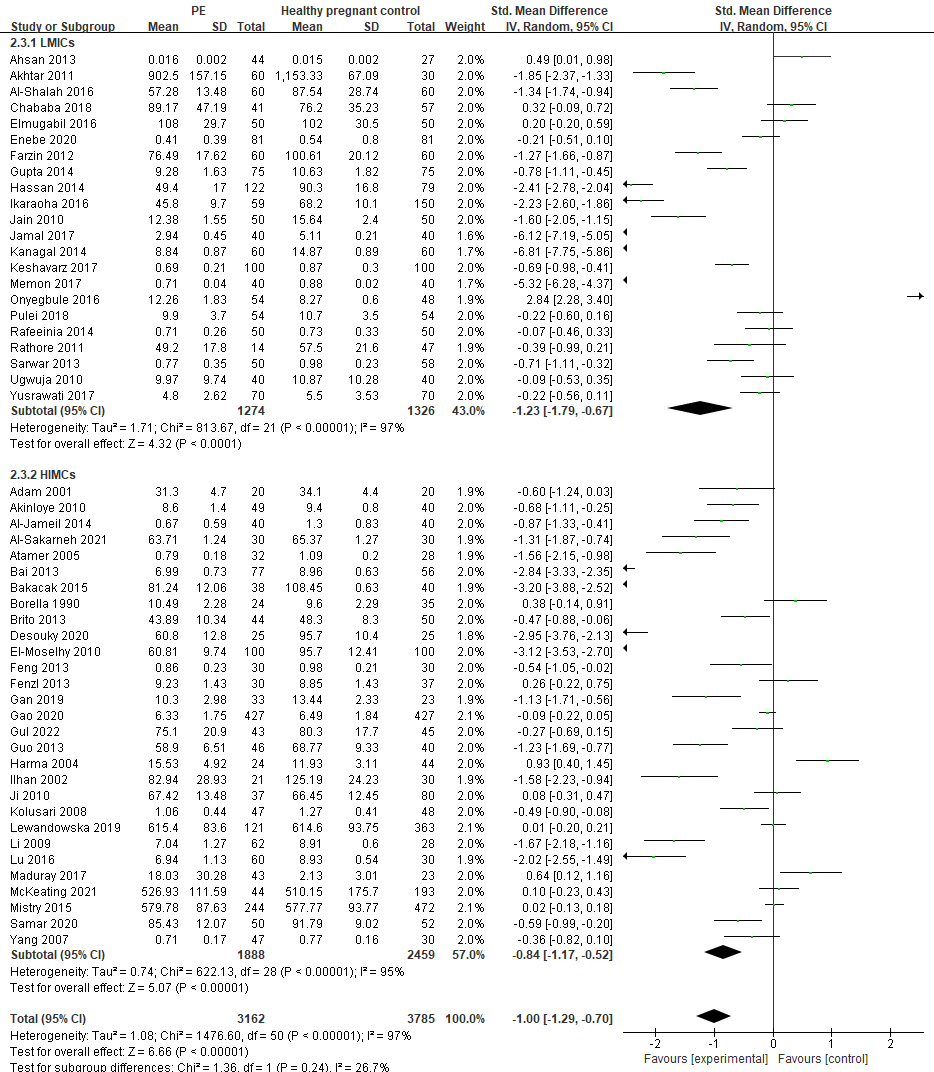 PE Healthy pregnant control Std. Mean Difference Std. Mean Difference
Study or Subgroup Mean SD Total Mean SD Total Weight IV, Random, 95% CI IV, Random, 95% CI
2.3.1 LMICs
Ahsan 2013 0.016 0.002 44 0.015 0.002 27 2.0% 0.49 [0.01, 0.98]
Akhtar 2011 902.5 157.15 60 1,153.33 67.09 30 2.0% -1.85 [-2.37, -1.33]
Al-Shalah 2016 57.28 13.48 60 87.54 28.74 60 2.0% -1.34 [-1.74, -0.94]
Chababa 2018 89.17 47.19 41 76.2 35.23 57 2.0% 0.32 [-0.09, 0.72]
Elmugabil 2016 108 29.7 50 102 30.5 50 2.0% 0.20 [-0.20, 0.59]
Enebe 2020 0.41 0.39 81 0.54 0.8 81 2.0% -0.21 [-0.51, 0.10]
Farzin 2012 76.49 17.62 60 100.61 20.12 60 2.0% -1.27 [-1.66, -0.87]
Gupta 2014 9.28 1.63 75 10.63 1.82 75 2.0% -0.78 [-1.11, -0.45]
Hassan 2014 49.4 17 122 90.3 16.8 79 2.0% -2.41 [-2.78, -2.04]
Ikaraoha 2016 45.8 9.7 59 68.2 10.1 150 2.0% -2.23 [-2.60, -1.86]
Jain 2010 12.38 1.55 50 15.64 2.4 50 2.0% -1.60 [-2.05, -1.15]
Jamal 2017 2.94 0.45 40 5.11 0.21 40 1.6% -6.12 [-7.19, -5.05]
Kanagal 2014 8.84 0.87 60 14.87 0.89 60 1.7% -6.81 [-7.75, -5.86]
Keshavarz 2017 0.69 0.21 100 0.87 0.3 100 2.0% -0.69 [-0.98, -0.41]
Memon 2017 0.71 0.04 40 0.88 0.02 40 1.7% -5.32 [-6.28, -4.37]
Onyegbule 2016 12.26 1.83 54 8.27 0.6 48 1.9% 2.84 [2.28, 3.40]
Pulei 2018 9.9 3.7 54 10.7 3.5 54 2.0% -0.22 [-0.60, 0.16]
Rafeeinia 2014 0.71 0.26 50 0.73 0.33 50 2.0% -0.07 [-0.46, 0.33]
Rathore 2011 49.2 17.8 14 57.5 21.6 47 1.9% -0.39 [-0.99, 0.21]
Sarwar 2013 0.77 0.35 50 0.98 0.23 58 2.0% -0.71 [-1.11, -0.32]
Ugwuja 2010 9.97 9.74 40 10.87 10.28 40 2.0% -0.09 [-0.53, 0.35]
Yusrawati 2017 4.8 2.62 70 5.5 3.53 70 2.0% -0.22 [-0.56, 0.11]
Subtotal (95% CI) 1274 1326 43.0% -1.23 [-1.79, -0.67]
Heterogeneity: Tau² = 1.71; Chi² = 813.67, df = 21 (P < 0.00001); I² = 97%
Test for overall effect: Z = 4.32 (P < 0.0001)
2.3.2 HIMCs
Adam 2001 31.3 4.7 20 34.1 4.4 20 1.9% -0.60 [-1.24, 0.03]
Akinloye 2010 8.6 1.4 49 9.4 0.8 40 2.0% -0.68 [-1.11, -0.25]
Al-Jameil 2014 0.67 0.59 40 1.3 0.83 40 2.0% -0.87 [-1.33, -0.41]
Al-Sakarneh 2021 63.71 1.24 30 65.37 1.27 30 1.9% -1.31 [-1.87, -0.74]
Atamer 2005 0.79 0.18 32 1.09 0.2 28 1.9% -1.56 [-2.15, -0.98]
Bai 2013 6.99 0.73 77 8.96 0.63 56 2.0% -2.84 [-3.33, -2.35]
Bakacak 2015 81.24 12.06 38 108.45 0.63 40 1.9% -3.20 [-3.88, -2.52]
Borella 1990 10.49 2.28 24 9.6 2.29 35 1.9% 0.38 [-0.14, 0.91]
Brito 2013 43.89 10.34 44 48.3 8.3 50 2.0% -0.47 [-0.88, -0.06]
Desouky 2020 60.8 12.8 25 95.7 10.4 25 1.8% -2.95 [-3.76, -2.13]
El-Moselhy 2010 60.81 9.74 100 95.7 12.41 100 2.0% -3.12 [-3.53, -2.70]
Feng 2013 0.86 0.23 30 0.98 0.21 30 1.9% -0.54 [-1.05, -0.02]
Fenzl 2013 9.23 1.43 30 8.85 1.43 37 2.0% 0.26 [-0.22, 0.75]
Gan 2019 10.3 2.98 33 13.44 2.33 23 1.9% -1.13 [-1.71, -0.56]
Gao 2020 6.33 1.75 427 6.49 1.84 427 2.1% -0.09 [-0.22, 0.05]
Gul 2022 75.1 20.9 43 80.3 17.7 45 2.0% -0.27 [-0.69, 0.15]
Guo 2013 58.9 6.51 46 68.77 9.33 40 2.0% -1.23 [-1.69, -0.77]
Harma 2004 15.53 4.92 24 11.93 3.11 44 1.9% 0.93 [0.40, 1.45]
Ilhan 2002 82.94 28.93 21 125.19 24.23 30 1.9% -1.58 [-2.23, -0.94]
Ji 2010 67.42 13.48 37 66.45 12.45 80 2.0% 0.08 [-0.31, 0.47]
Kolusari 2008 1.06 0.44 47 1.27 0.41 48 2.0% -0.49 [-0.90, -0.08]
Lewandowska 2019 615.4 83.6 121 614.6 93.75 363 2.1% 0.01 [-0.20, 0.21]
Li 2009 7.04 1.27 62 8.91 0.6 28 2.0% -1.67 [-2.18, -1.16]
Lu 2016 6.94 1.13 60 8.93 0.54 30 1.9% -2.02 [-2.55, -1.49]
Maduray 2017 18.03 30.28 43 2.13 3.01 23 1.9% 0.64 [0.12, 1.16]
McKeating 2021 526.93 111.59 44 510.15 175.7 193 2.0% 0.10 [-0.23, 0.43]
Mistry 2015 579.78 87.63 244 577.77 93.77 472 2.1% 0.02 [-0.13, 0.18]
Samar 2020 85.43 12.07 50 91.79 9.02 52 2.0% -0.59 [-0.99, -0.20]
Yang 2007 0.71 0.17 47 0.77 0.16 30 2.0% -0.36 [-0.82, 0.10]
Subtotal (95% CI) 1888 2459 57.0% -0.84 [-1.17, -0.52]
Heterogeneity: Tau² = 0.74; Chi² = 622.13, df = 28 (P < 0.00001); I² = 95%
Test for overall effect: Z = 5.07 (P < 0.00001)
Total (95% CI) 3162 3785 100.0% -1.00 [-1.29, -0.70]
Heterogeneity: Tau² = 1.08; Chi² = 1476.60, df = 50 (P < 0.00001); I² = 97%
Test for overall effect: Z = 6.66 (P < 0.00001)
Test for subgroup differences: Chi² = 1.36, df = 1 (P = 0.24), I² = 26.7%
-2 -1 0 1 2
Favours [experimental] Favours [control]